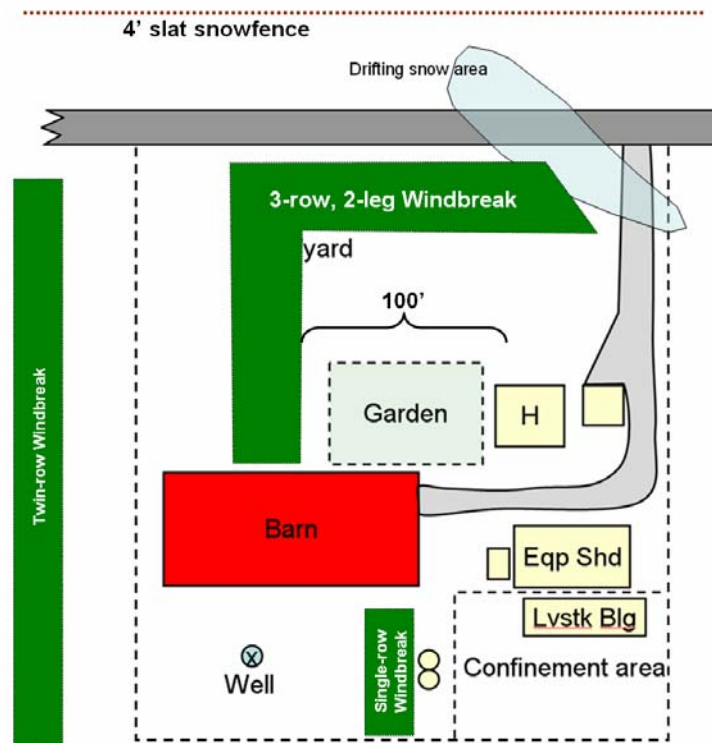 4’ slat snowfence
Drifting snow area
3-row, 2-leg Windbreak
yard
100’
Twin-row Windbreak
Garden
H
Barn
Eqp Shd
Lvstk Blg
X
Well
Single-row
Windbreak
Confinement area